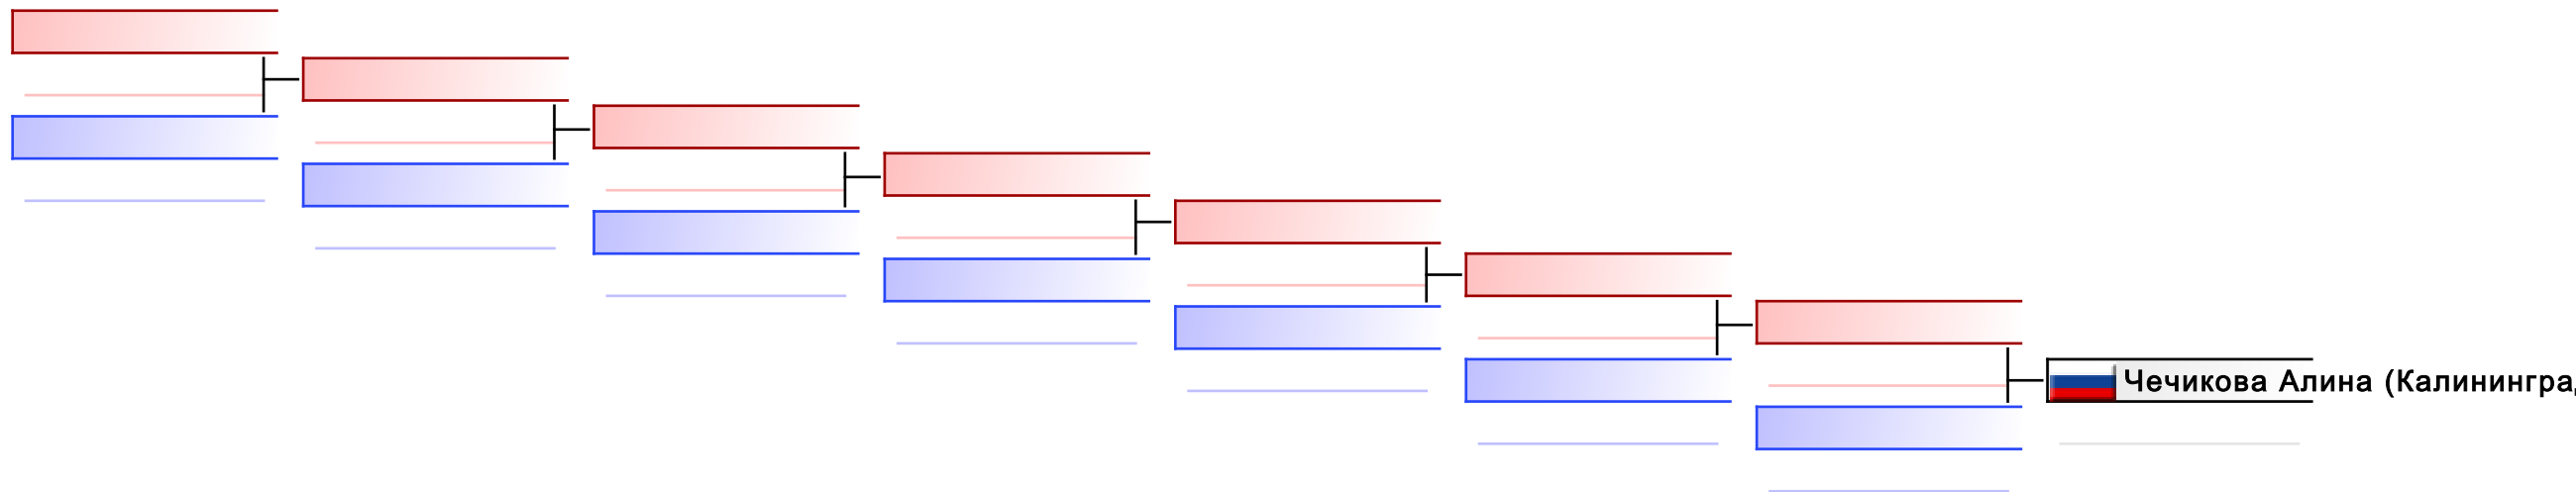 Чечикова Алина (Калинингра